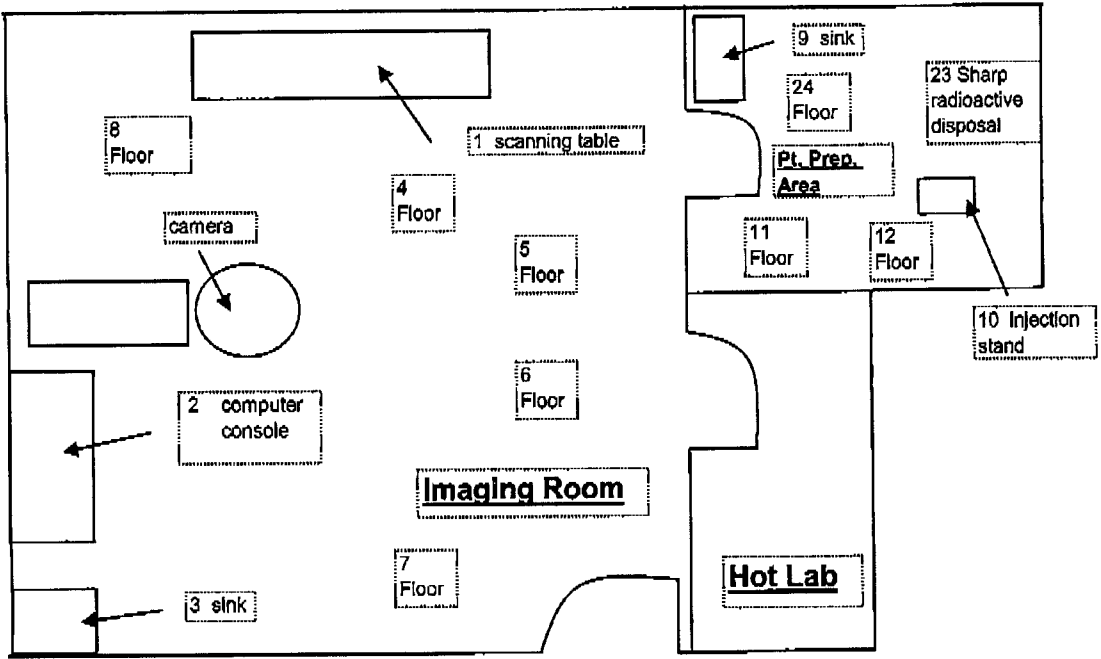 9 sink
23 Sharp
radioactive
disposal
24
Floor
8
Floor
1 scanning table
Pt. Prep.
Area
4
Floor
camera
11
Floor
12
Floor
5
Floor
10 Injection
stand
6
Floor
2 computer
console
Imaging Room
7
Floor
Hot Lab
3 sink